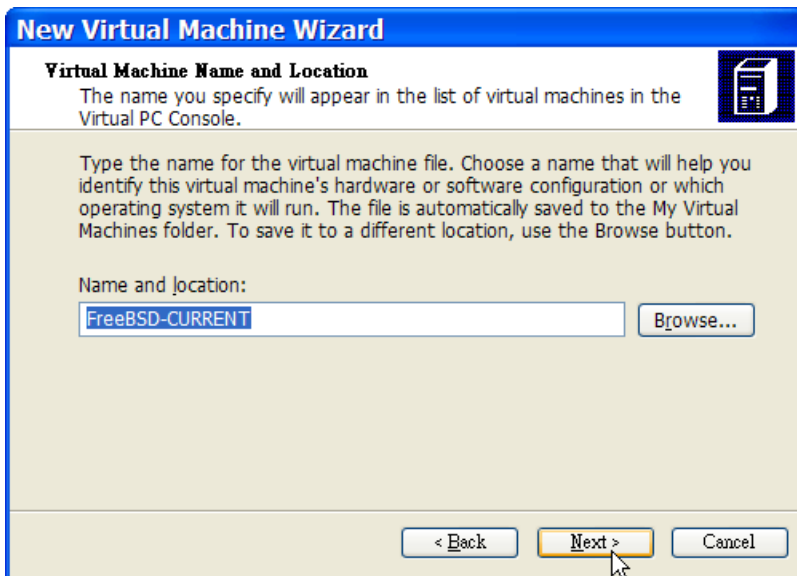 New Virtual Machine Wizard
Virtual Machine Name and Location
The name you specify will appear in the list of virtual machines in the
Virtual PC Console.
Type the name for the virtual machine file. Choose a name that will help you
identify this virtual machine's hardware or software configuration or which
operating system it will run. The file is automatically saved to the My Virtual
Machines folder. To save it to a different location, use the Browse button.
Name and location:
FreeBSD-CURRENT
Browse...
< Back
Next >
Cancel